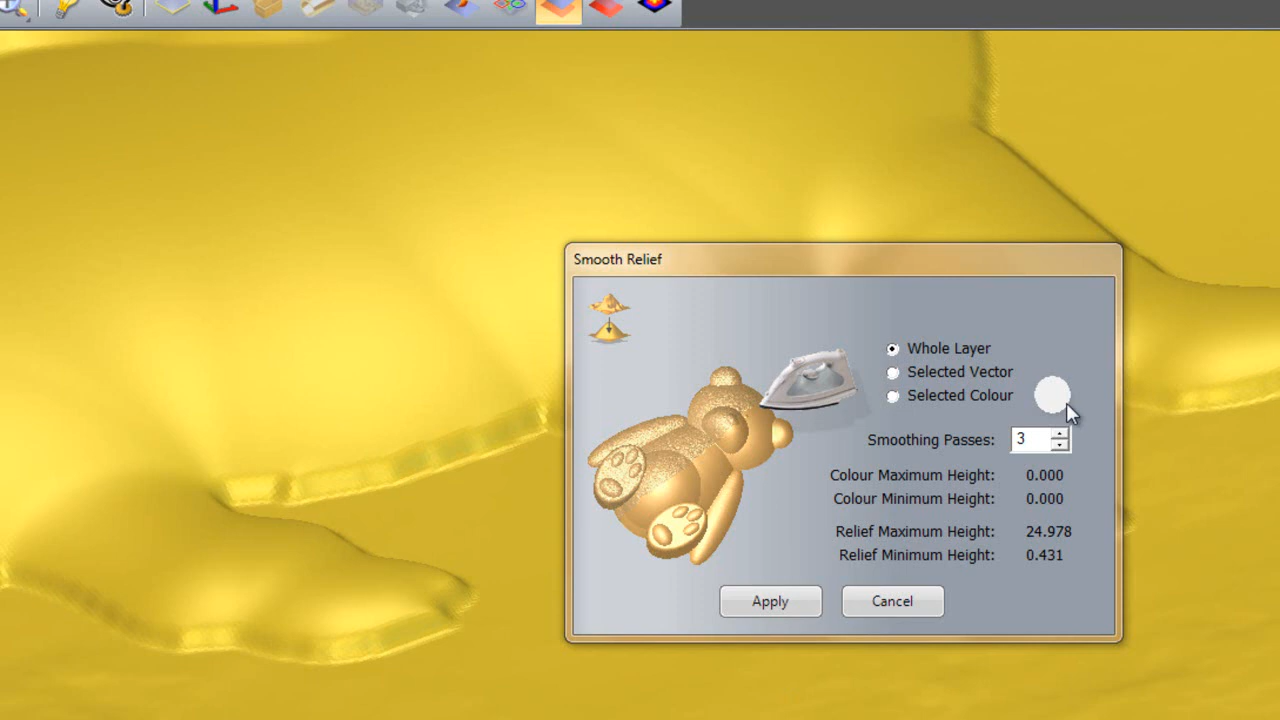 Smooth Relief
Whole Layer
Selected Vector
Selected Colour
Smoothing Passes: 3
Colour Maximum Height: 0.000
Colour Minimum Height: 0.000
Relief Maximum Height: 24.978
Relief Minimum Height: 0.431
Apply Cancel